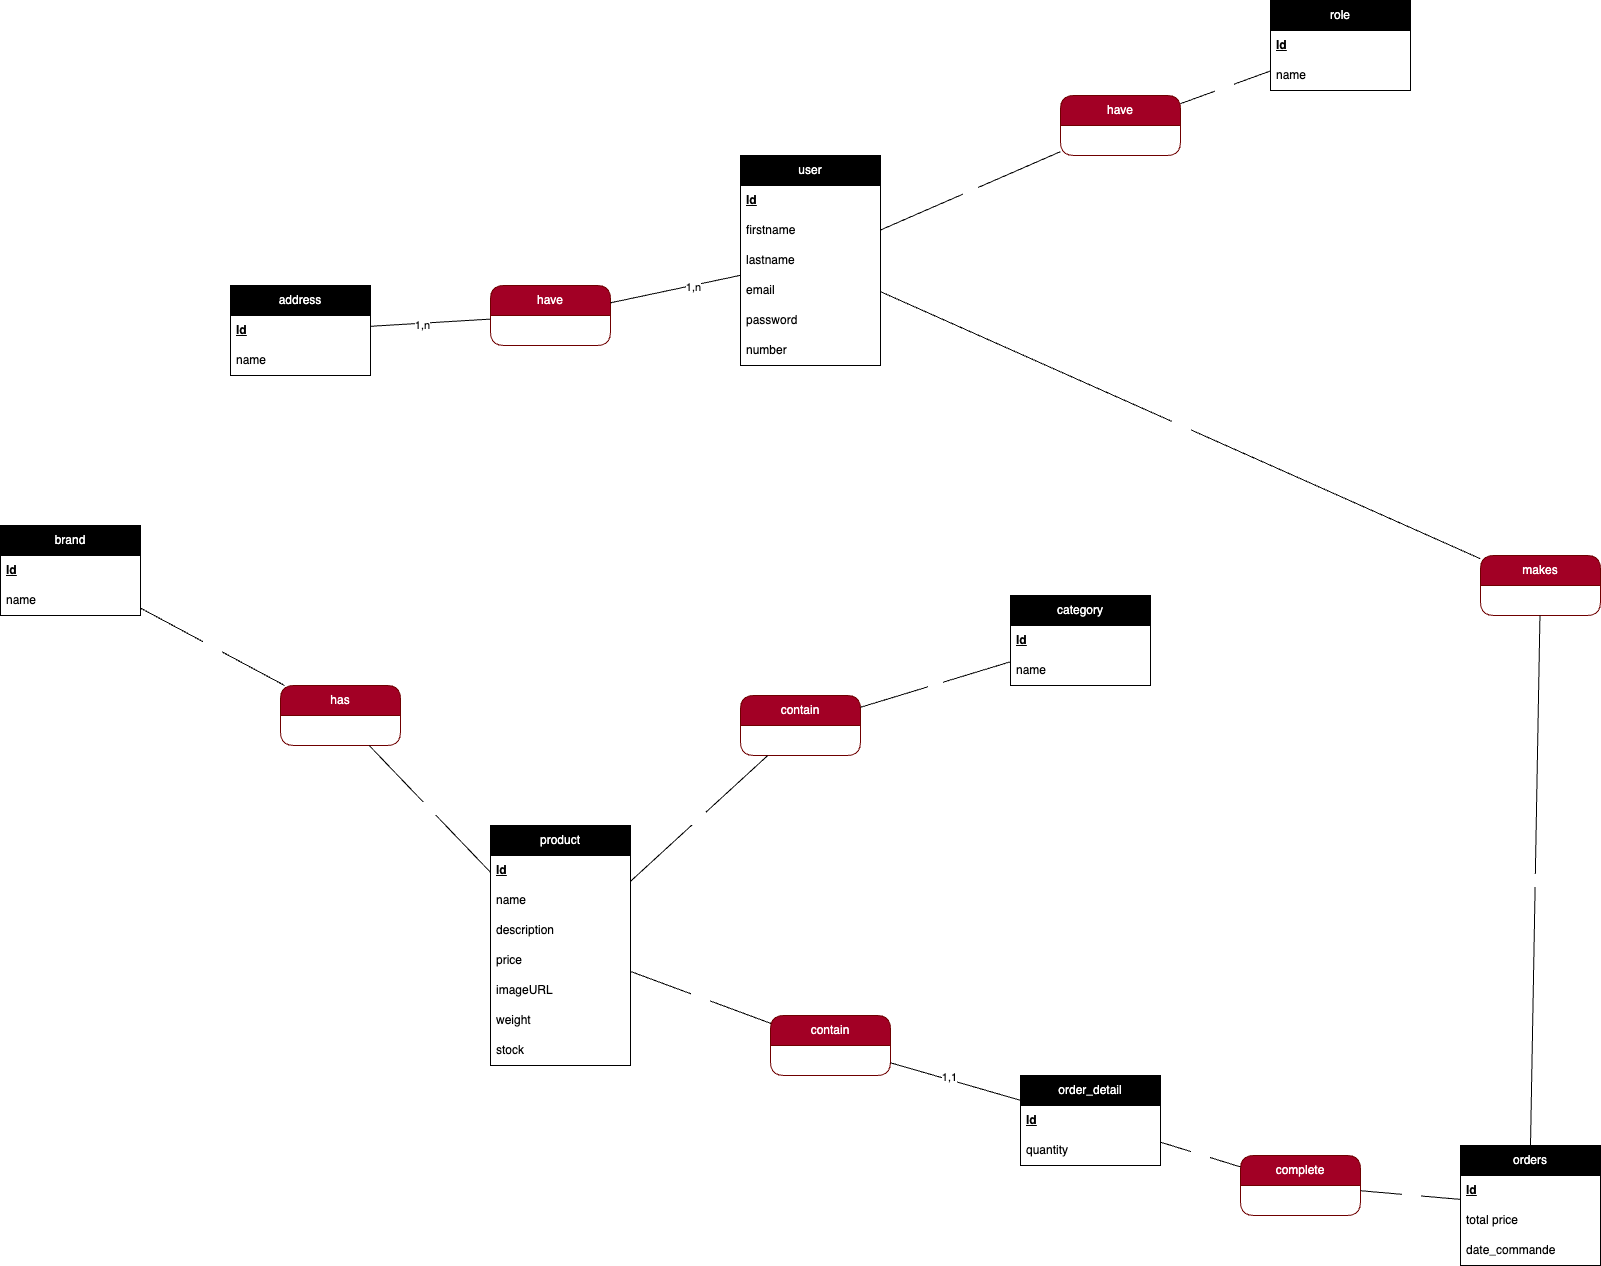 role
Id
name
have
user
Id
firstname
lastname
email
password
number
have
1,n
1,n
address
Id
name
brand
Id
name
has
makes
category
Id
name
contain
product
Id
name
description
price
imageURL
weight
stock
contain
1,1
order_detail
Id
quantity
complete
orders
Id
total price
date_commande